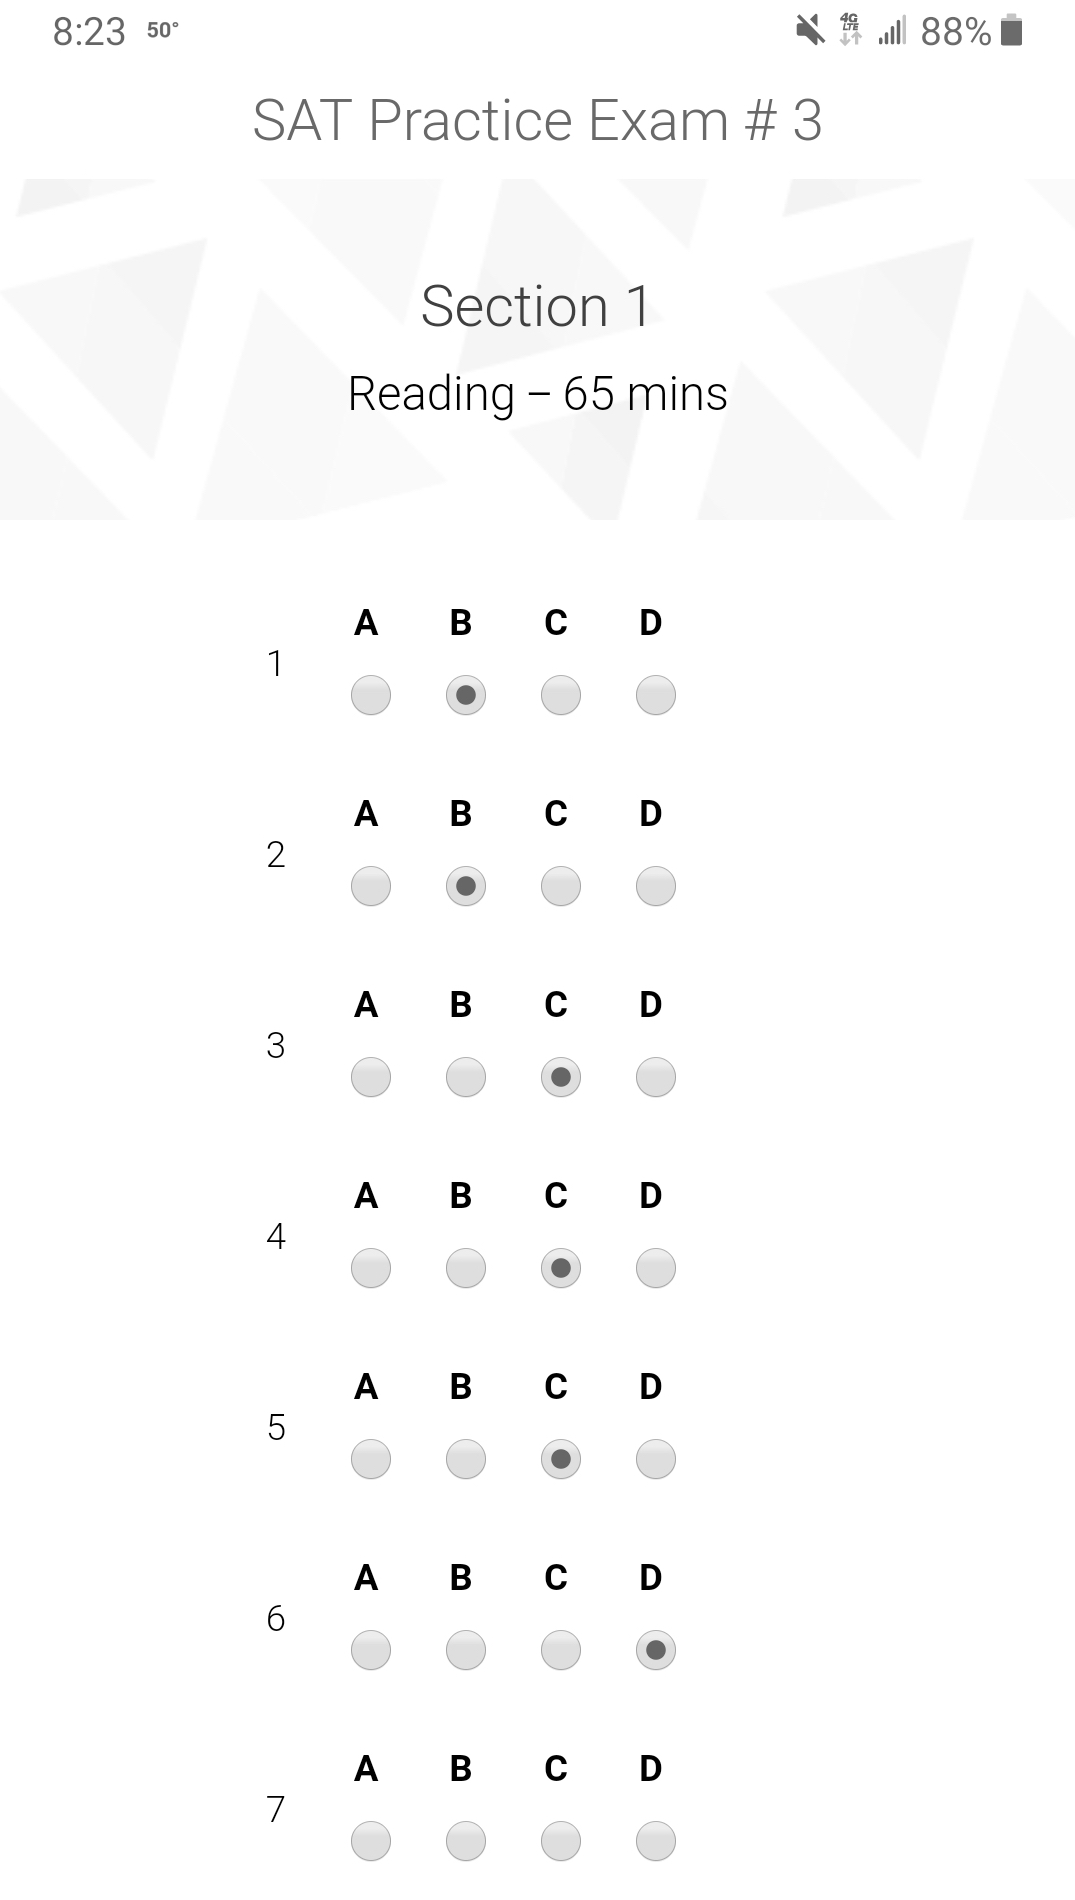 8:23 50° 4G LTE 88%
SAT Practice Exam # 3
Section 1
Reading – 65 mins
A B C D
1
A B C D
2
A B C D
3
A B C D
4
A B C D
5
A B C D
6
A B C D
7